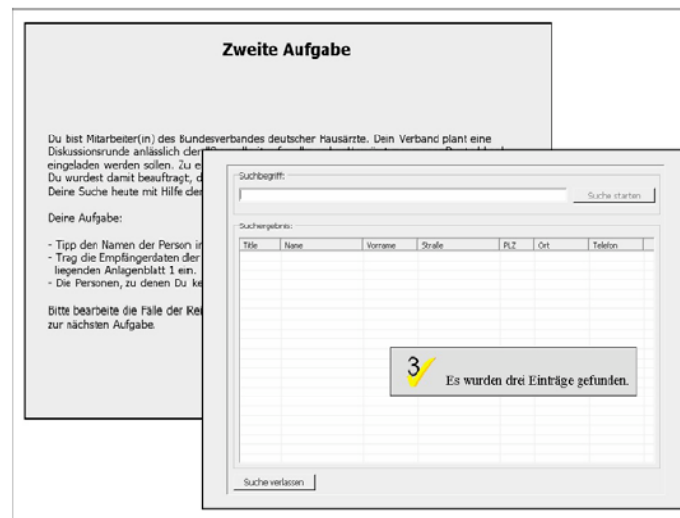 Zweite Aufgabe
Du bist Mitarbeiter(in) des Bundesverbandes deutscher Hausärzte. Dein Verband plant eine
Diskussionsrunde anlässlich der
eingeladen werden sollen. Zu
Du wurdest damit beauftragt,
Deine Suche heute mit Hilfe der
Deine Aufgabe:
- Tipp den Namen der Person
- Trag die Empfängerdaten der
liegenden Anlagenblatt 1 ein.
- Die Personen, zu denen Du
Bitte bearbeite die Fälle der
zur nächsten Aufgabe.
Suchbegriff:
Suche starten
Suchergebnis:
Title Name Vorname Straße PLZ Ort Telefon
3 Es wurden drei Einträge gefunden.
Suche verlassen